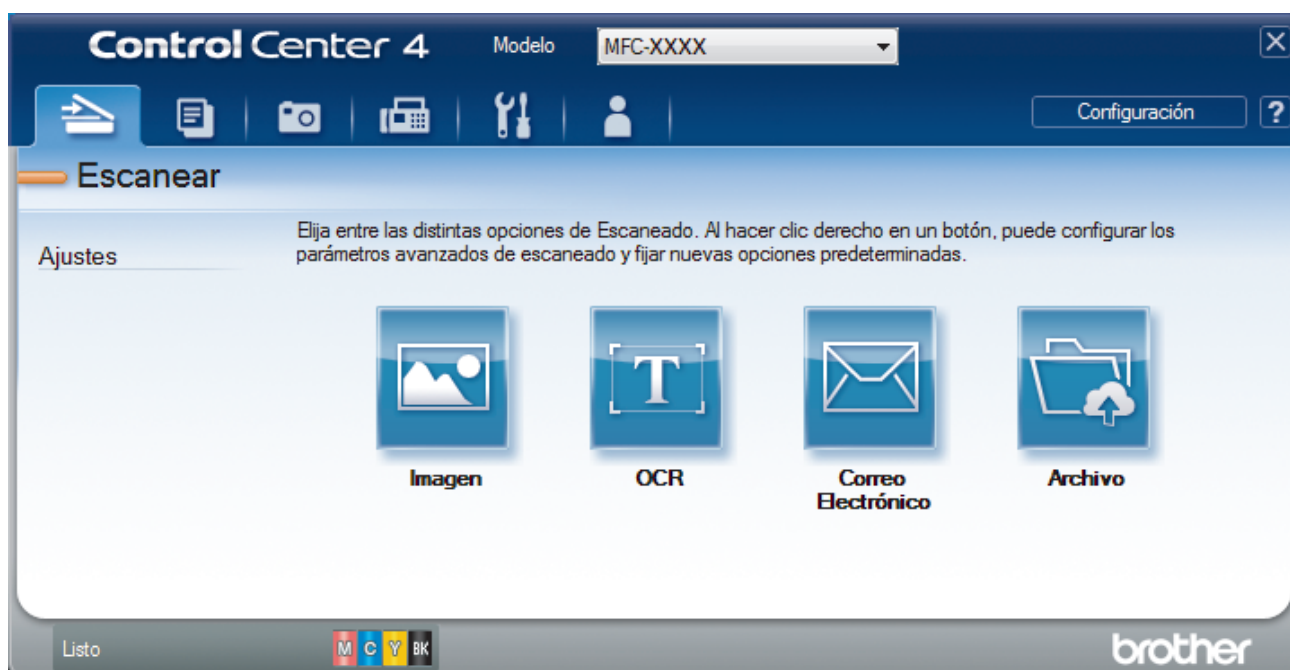 Control Center 4
Modelo
MFC-XXXX
Configuración
?
Escanear
Ajustes
Elija entre las distintas opciones de Escaneado. Al hacer clic derecho en un botón, puede configurar los
parámetros avanzados de escaneado y fijar nuevas opciones predeterminadas.
T
Imagen
OCR
Correo
Electrónico
Archivo
Listo
M C Y BK
brother